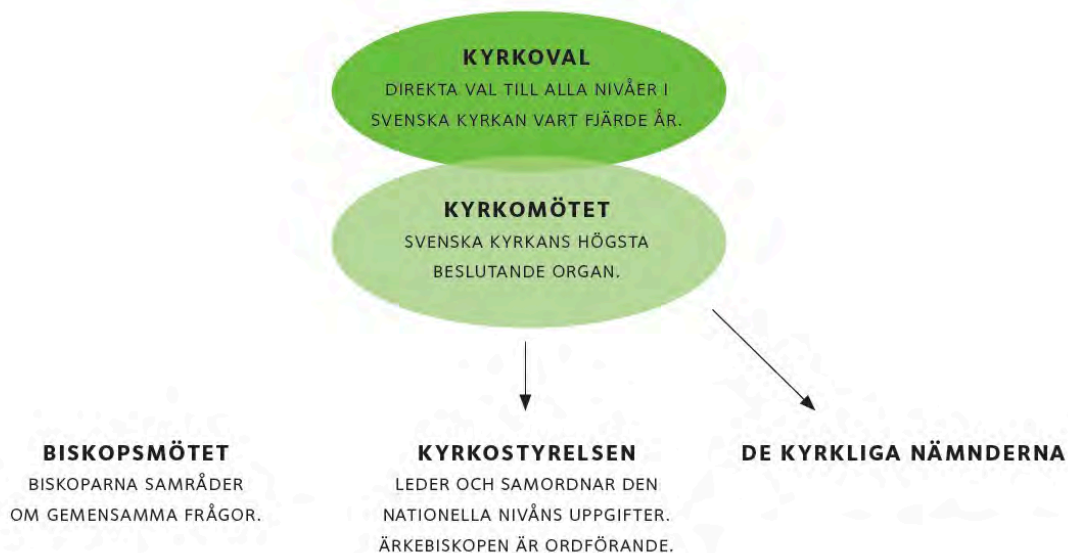 KYRKOVAL
DIREKTA VAL TILL ALLA NIVÅER I
SVENSKA KYRKAN VART FJÄRDE ÅR.
KYRKOMÖTET
SVENSKA KYRKANS HÖGSTA
BESLUTANDE ORGAN.
BISKOPSMÖTET
BISKOPARNA SAMRÅDER
OM GEMENSAMMA FRÅGOR.
KYRKOSTYRELSEN
LEDER OCH SAMORDNAR DEN
NATIONELLA NIVÅNS UPPGIFTER.
ÄRKEBISKOPEN ÄR ORDFÖRANDE.
DE KYRKLIGA NÄMNDERNA